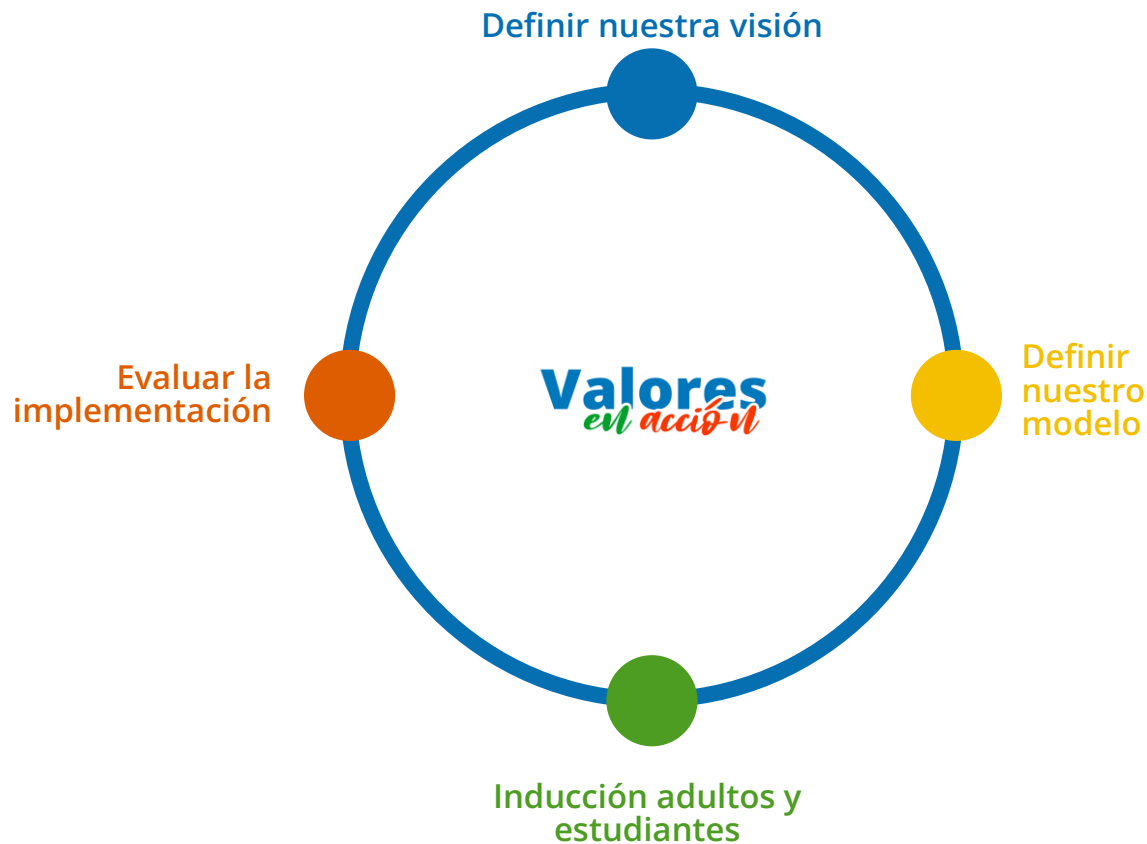 Definir nuestra visión
Definir
nuestro
modelo
Evaluar la
implementación
Valores
en acción
Inducción adultos y
estudiantes